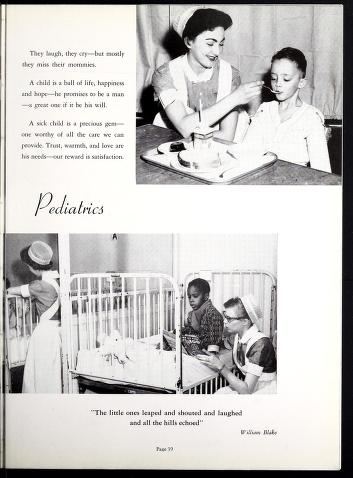 They laugh, they cry—but mostly
they miss their mommies.
A child is a ball of life, happiness
and hope—he promises to be a man
—a great one if it be his will.
A sick child is a precious gem—
one worthy of all the care we can
provide. Trust, warmth, and love are
his needs—our reward is satisfaction.
Pediatrics
A
"The little ones leaped and shouted and laughed
and all the hills echoed"
William Blake
Page 39